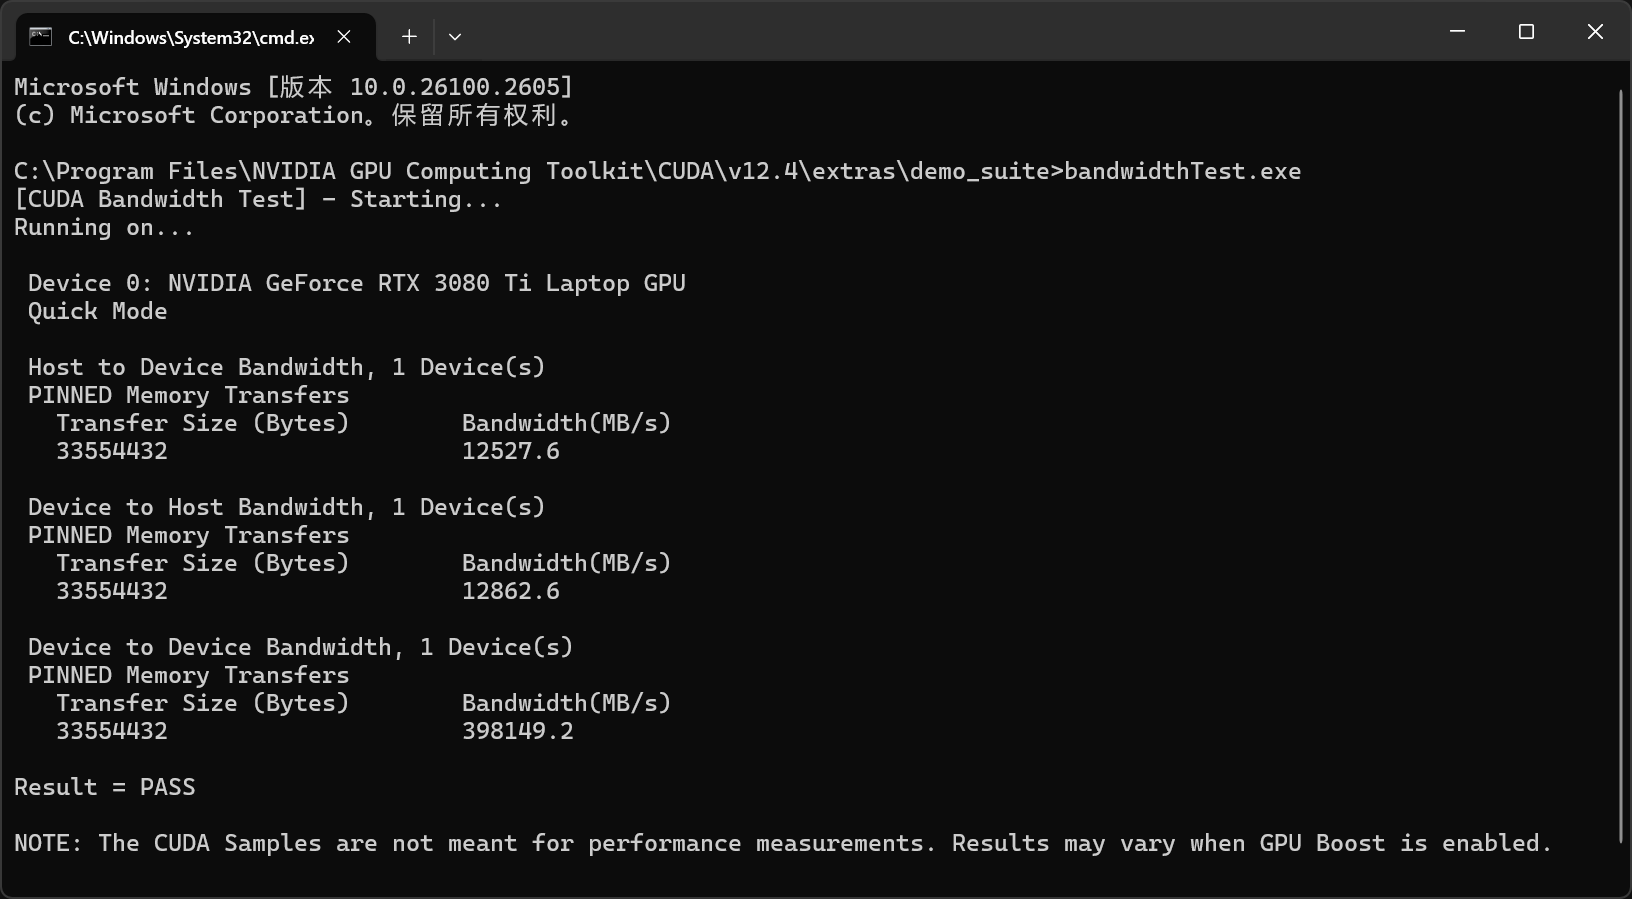 C:\Windows\System32\cmd.ex
Microsoft Windows [版本 10.0.26100.2605]
(c) Microsoft Corporation。保留所有权利。
C:\Program Files\NVIDIA GPU Computing Toolkit\CUDA\v12.4\extras\demo_suite>bandwidthTest.exe
[CUDA Bandwidth Test] - Starting...
Running on...
Device 0: NVIDIA GeForce RTX 3080 Ti Laptop GPU
Quick Mode
Host to Device Bandwidth, 1 Device(s)
PINNED Memory Transfers
Transfer Size (Bytes) Bandwidth(MB/s)
33554432 12527.6
Device to Host Bandwidth, 1 Device(s)
PINNED Memory Transfers
Transfer Size (Bytes) Bandwidth(MB/s)
33554432 12862.6
Device to Device Bandwidth, 1 Device(s)
PINNED Memory Transfers
Transfer Size (Bytes) Bandwidth(MB/s)
33554432 398149.2
Result = PASS
NOTE: The CUDA Samples are not meant for performance measurements. Results may vary when GPU Boost is enabled.